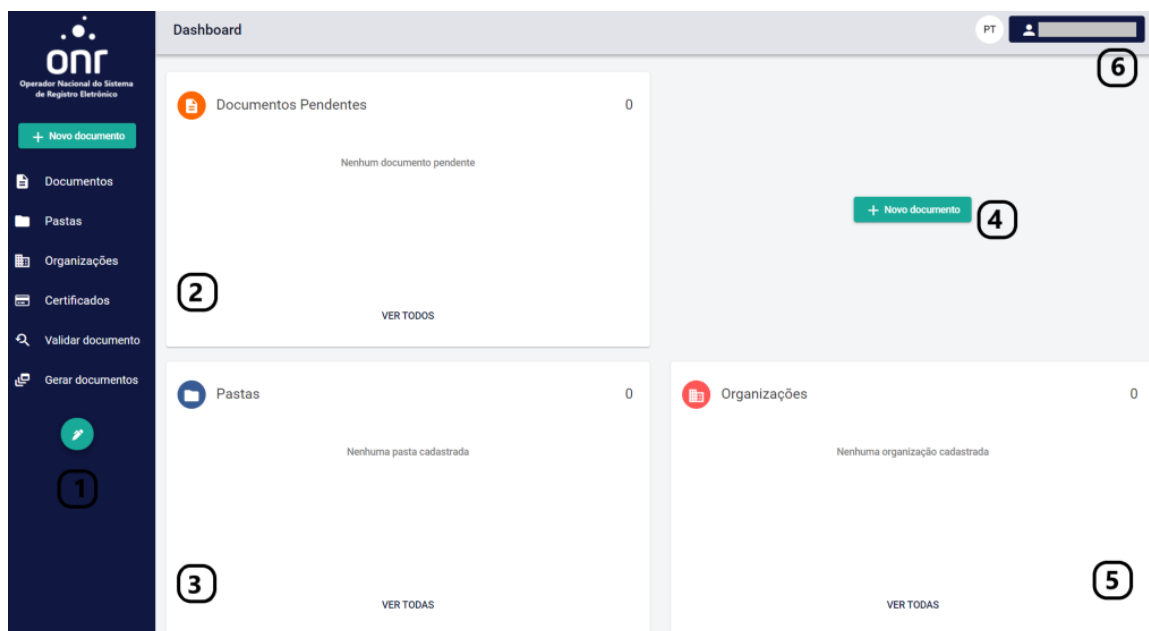 onr
Operador Nacional do Sistema
de Registro Eletrônico
+ Novo documento
Documentos
Pastas
Organizações
Certificados
Validar documento
Gerar documentos
1
Dashboard
PT
6
Documentos Pendentes 0
Nenhum documento pendente
2
VER TODOS
+ Novo documento
4
Pastas 0
Nenhuma pasta cadastrada
3
VER TODAS
Organizações 0
Nenhuma organização cadastrada
5
VER TODAS